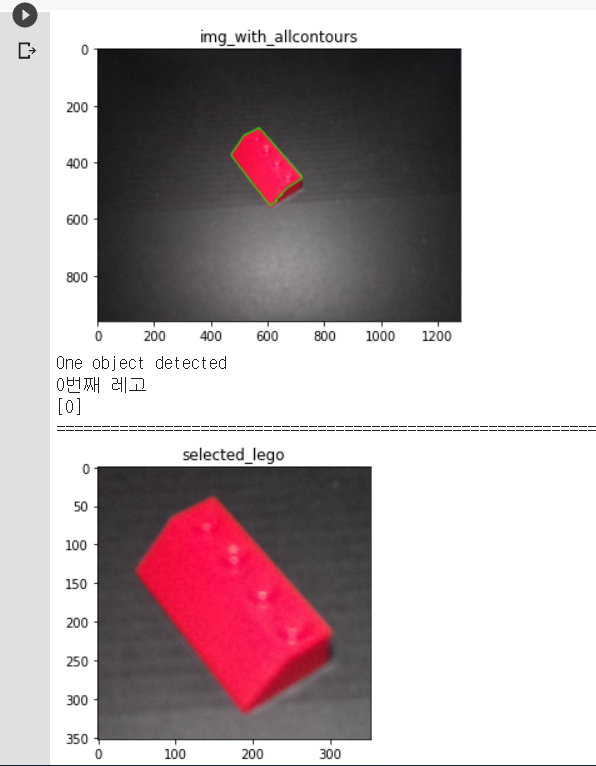 img_with_allcontours
0
200
400
600
800
0 200 400 600 800 1000 1200
One object detected
0번째 레고
[0]
============================================================
selected_lego
0
50
100
150
200
250
300
350
0 100 200 300